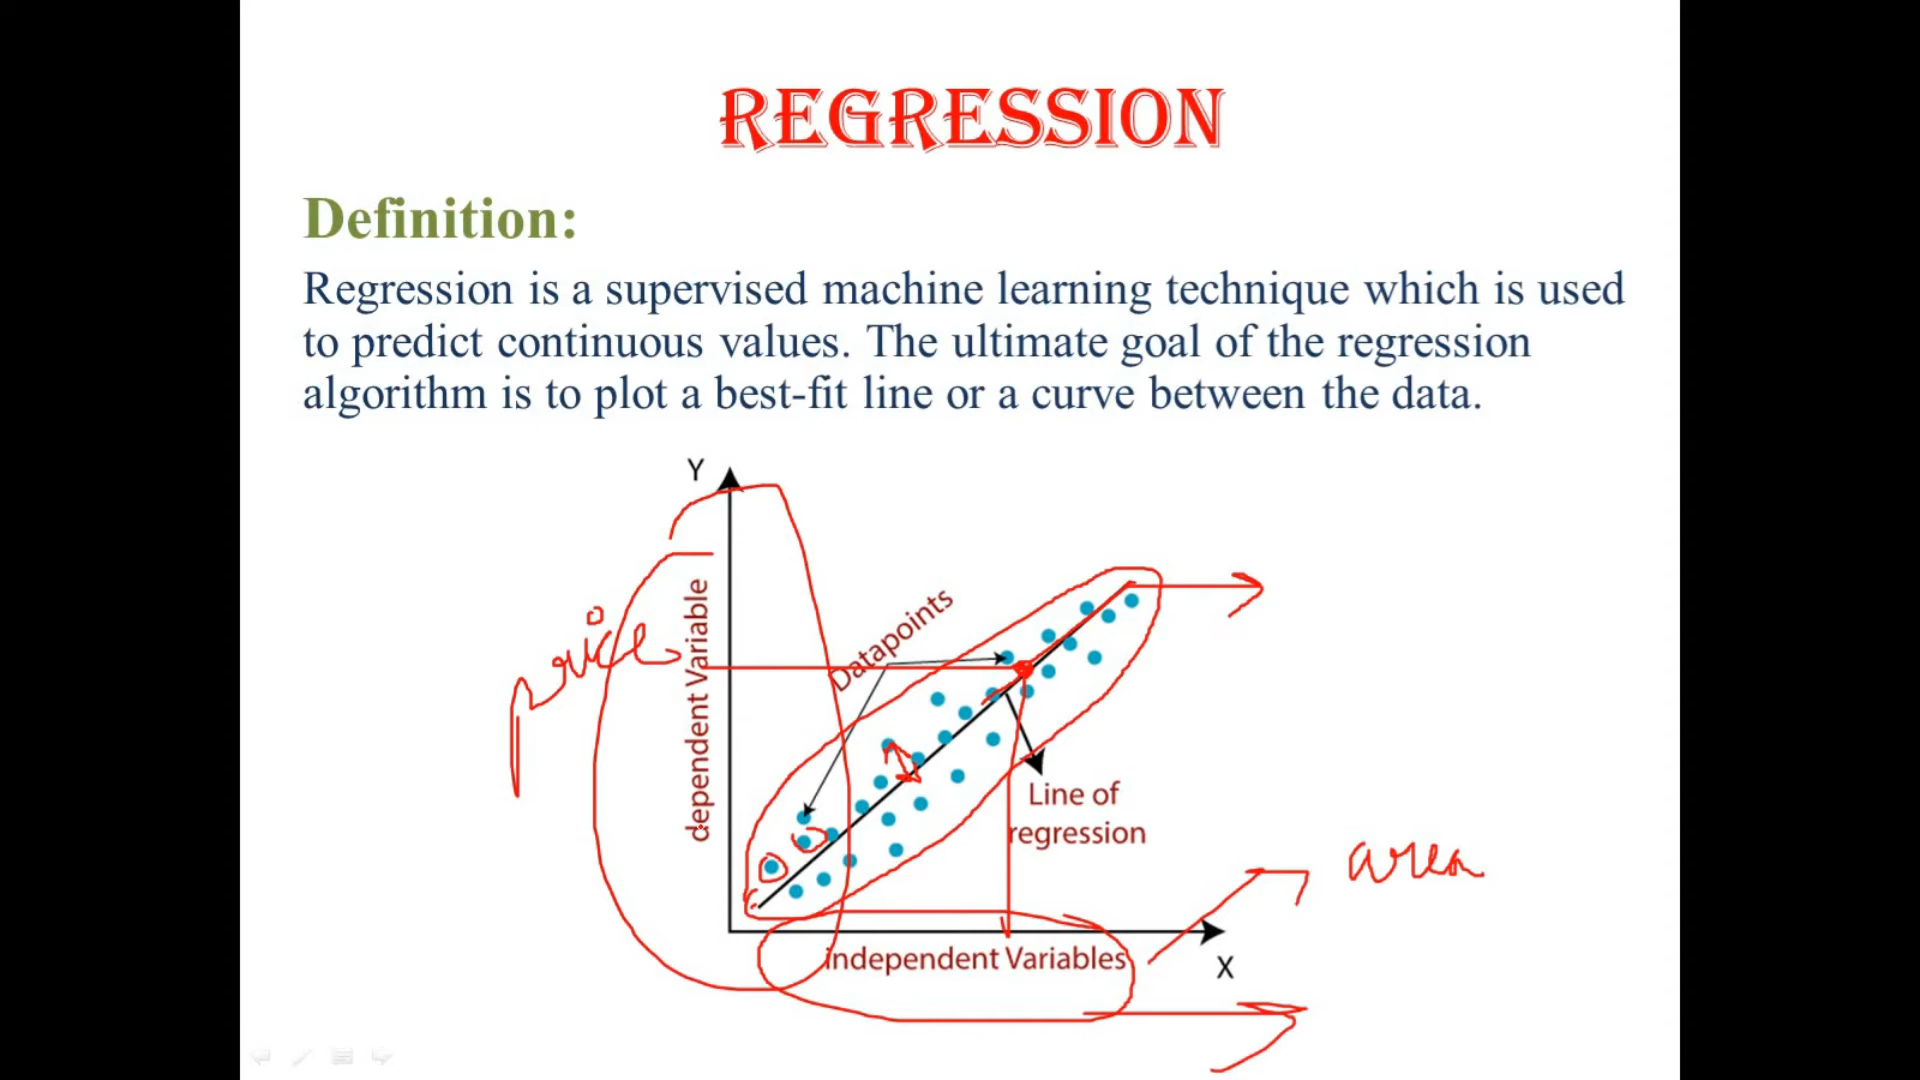 REGRESSION
Definition:
Regression is a supervised machine learning technique which is used
to predict continuous values. The ultimate goal of the regression
algorithm is to plot a best-fit line or a curve between the data.
Y
dependent Variable
price
Datapoints
Line of
regression
area
independent Variables
X